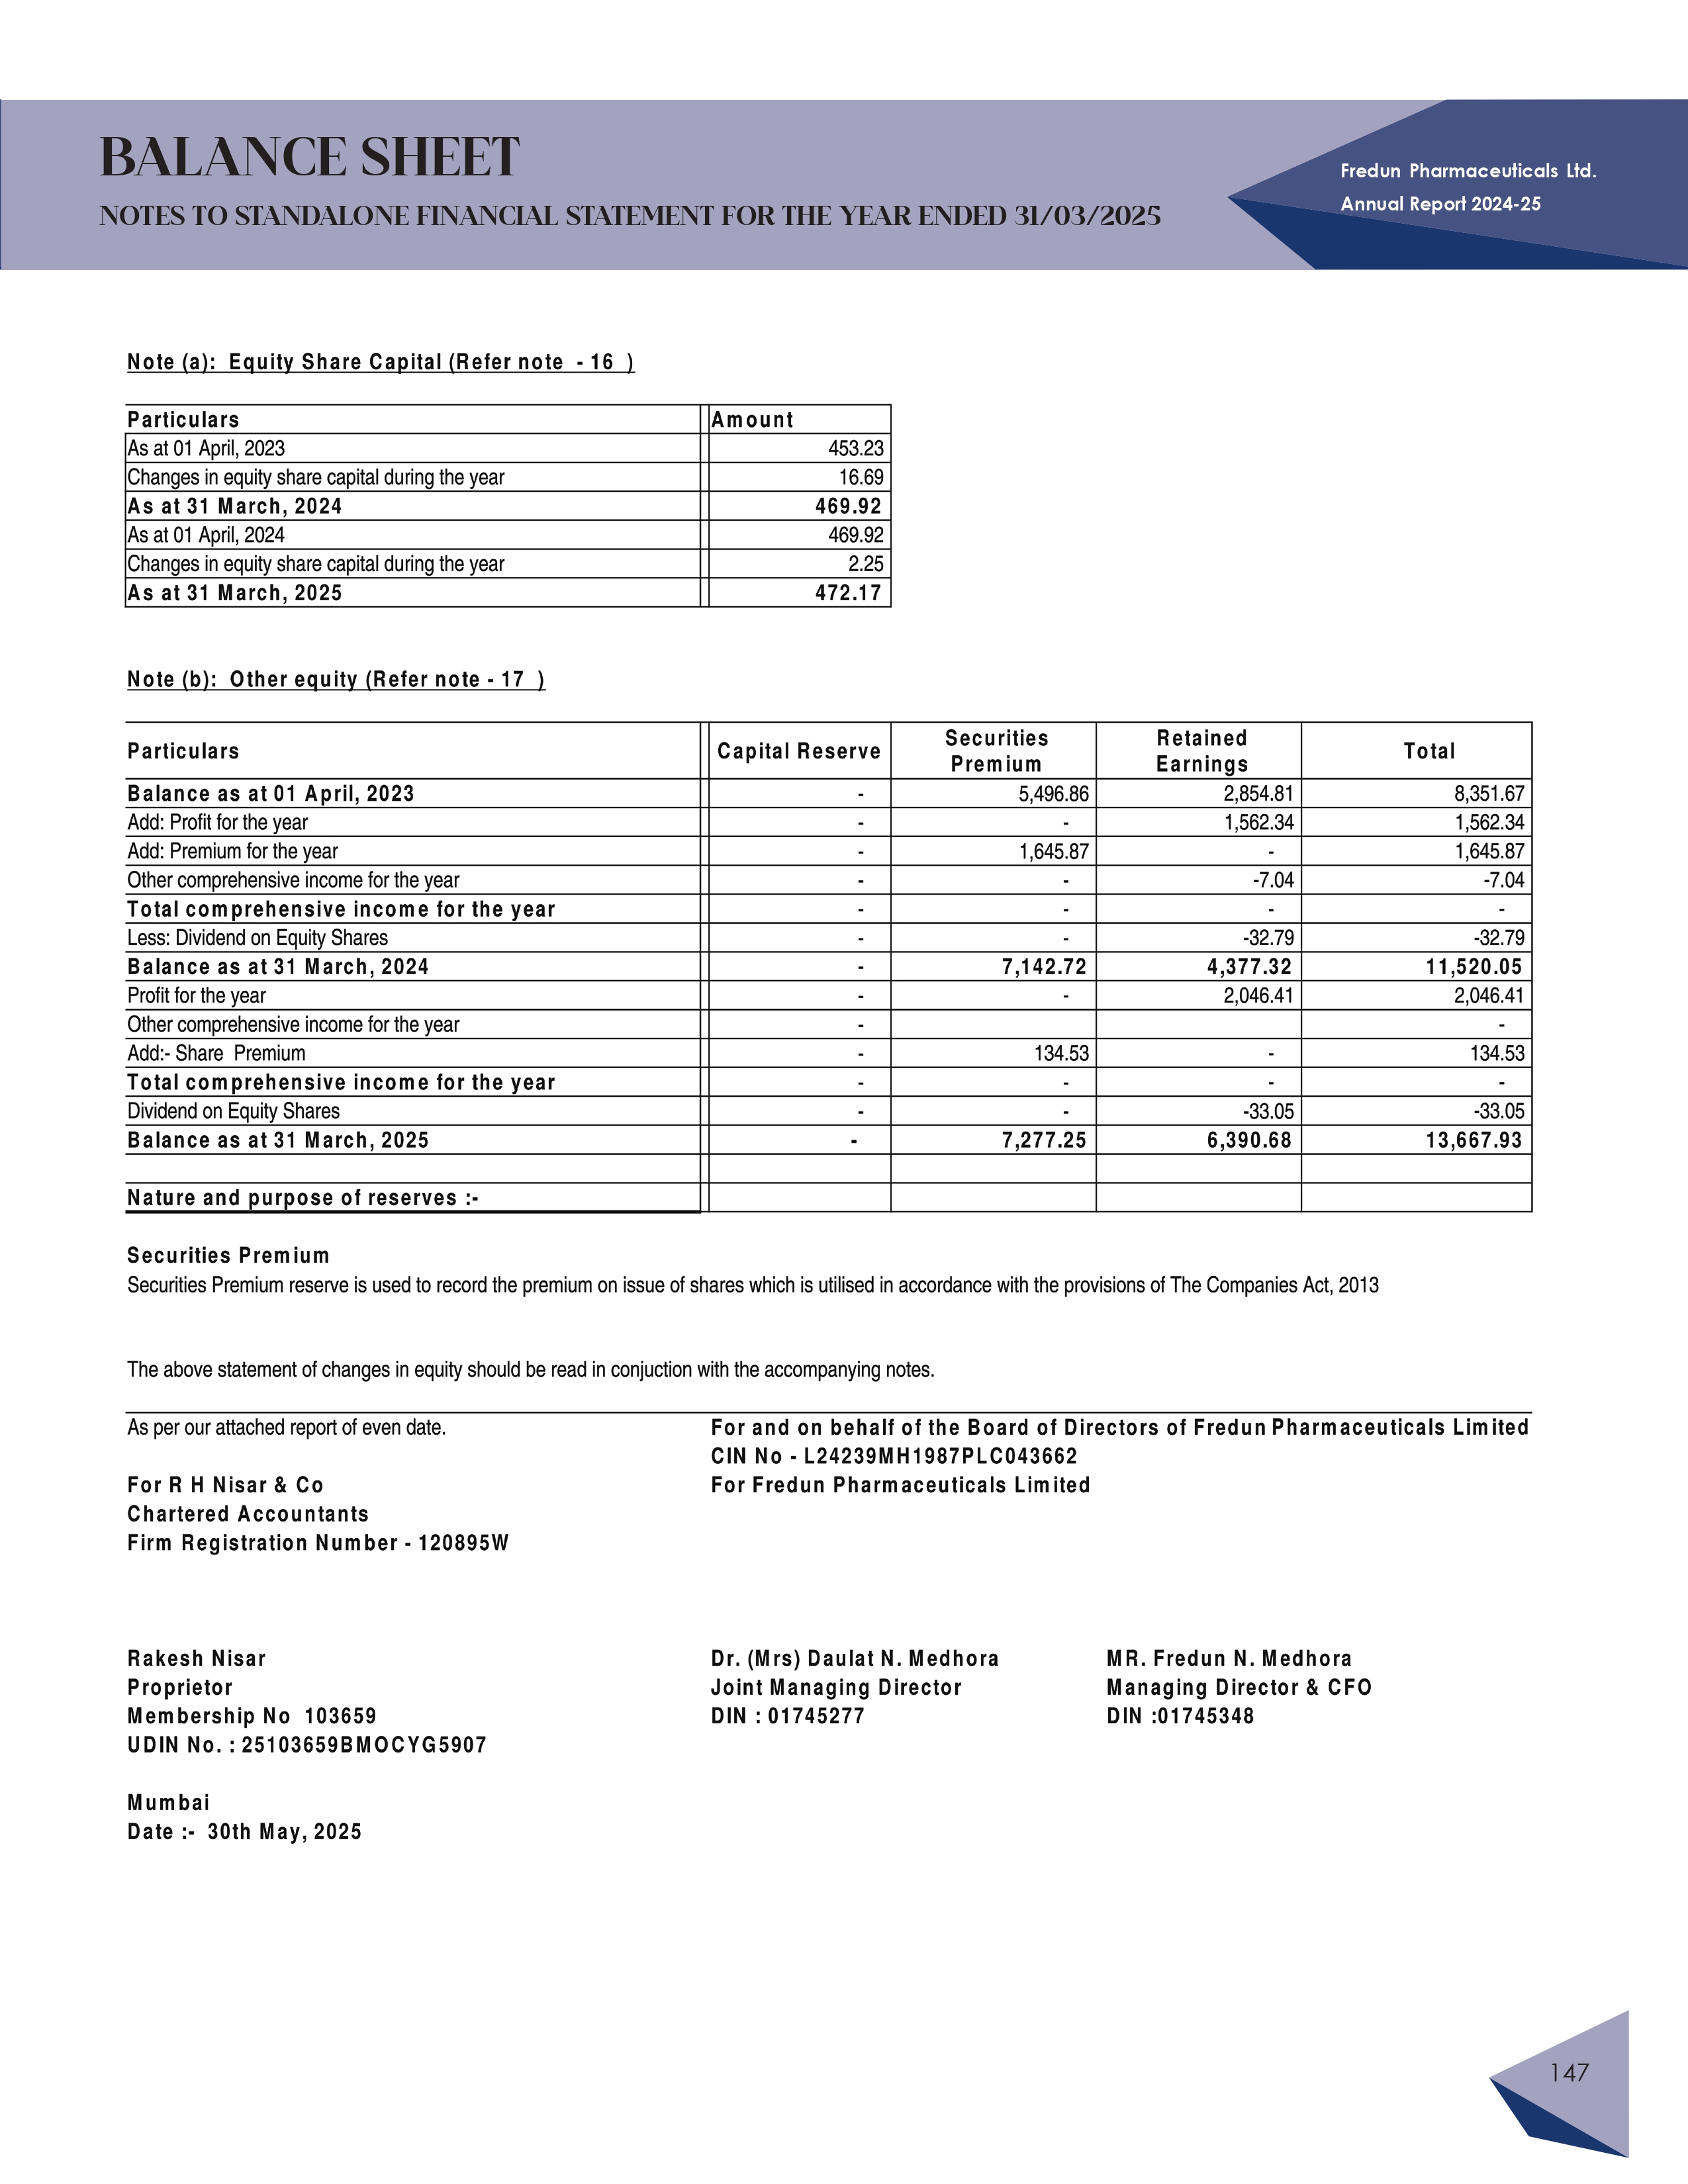 BALANCE SHEET
NOTES TO STANDALONE FINANCIAL STATEMENT FOR THE YEAR ENDED 31/03/2025
Fredun Pharmaceuticals Ltd.
Annual Report 2024-25
Note (a): Equity Share Capital (Refer note - 16 )
Particulars Amount
As at 01 April, 2023 453.23
Changes in equity share capital during the year 16.69
As at 31 March, 2024 469.92
As at 01 April, 2024 469.92
Changes in equity share capital during the year 2.25
As at 31 March, 2025 472.17
Note (b): Other equity (Refer note - 17 )
Particulars Capital Reserve Securities Premium Retained Earnings Total
Balance as at 01 April, 2023 - 5,496.86 2,854.81 8,351.67
Add: Profit for the year - - 1,562.34 1,562.34
Add: Premium for the year - 1,645.87 - 1,645.87
Other comprehensive income for the year - - -7.04 -7.04
Total comprehensive income for the year - - - -
Less: Dividend on Equity Shares - - -32.79 -32.79
Balance as at 31 March, 2024 - 7,142.72 4,377.32 11,520.05
Profit for the year - - 2,046.41 2,046.41
Other comprehensive income for the year - -
Add:- Share Premium - 134.53 - 134.53
Total comprehensive income for the year - - - -
Dividend on Equity Shares - - -33.05 -33.05
Balance as at 31 March, 2025 - 7,277.25 6,390.68 13,667.93
Nature and purpose of reserves :-
Securities Premium
Securities Premium reserve is used to record the premium on issue of shares which is utilised in accordance with the provisions of The Companies Act, 2013
The above statement of changes in equity should be read in conjuction with the accompanying notes.
As per our attached report of even date.
For and on behalf of the Board of Directors of Fredun Pharmaceuticals Limited
CIN No - L24239MH1987PLC043662
For R H Nisar & Co
For Fredun Pharmaceuticals Limited
Chartered Accountants
Firm Registration Number - 120895W
Rakesh Nisar
Proprietor
Membership No 103659
UDIN No. : 25103659BMOCYG5907
Dr. (Mrs) Daulat N. Medhora
Joint Managing Director
DIN : 01745277
MR. Fredun N. Medhora
Managing Director & CFO
DIN :01745348
Mumbai
Date :- 30th May, 2025
147